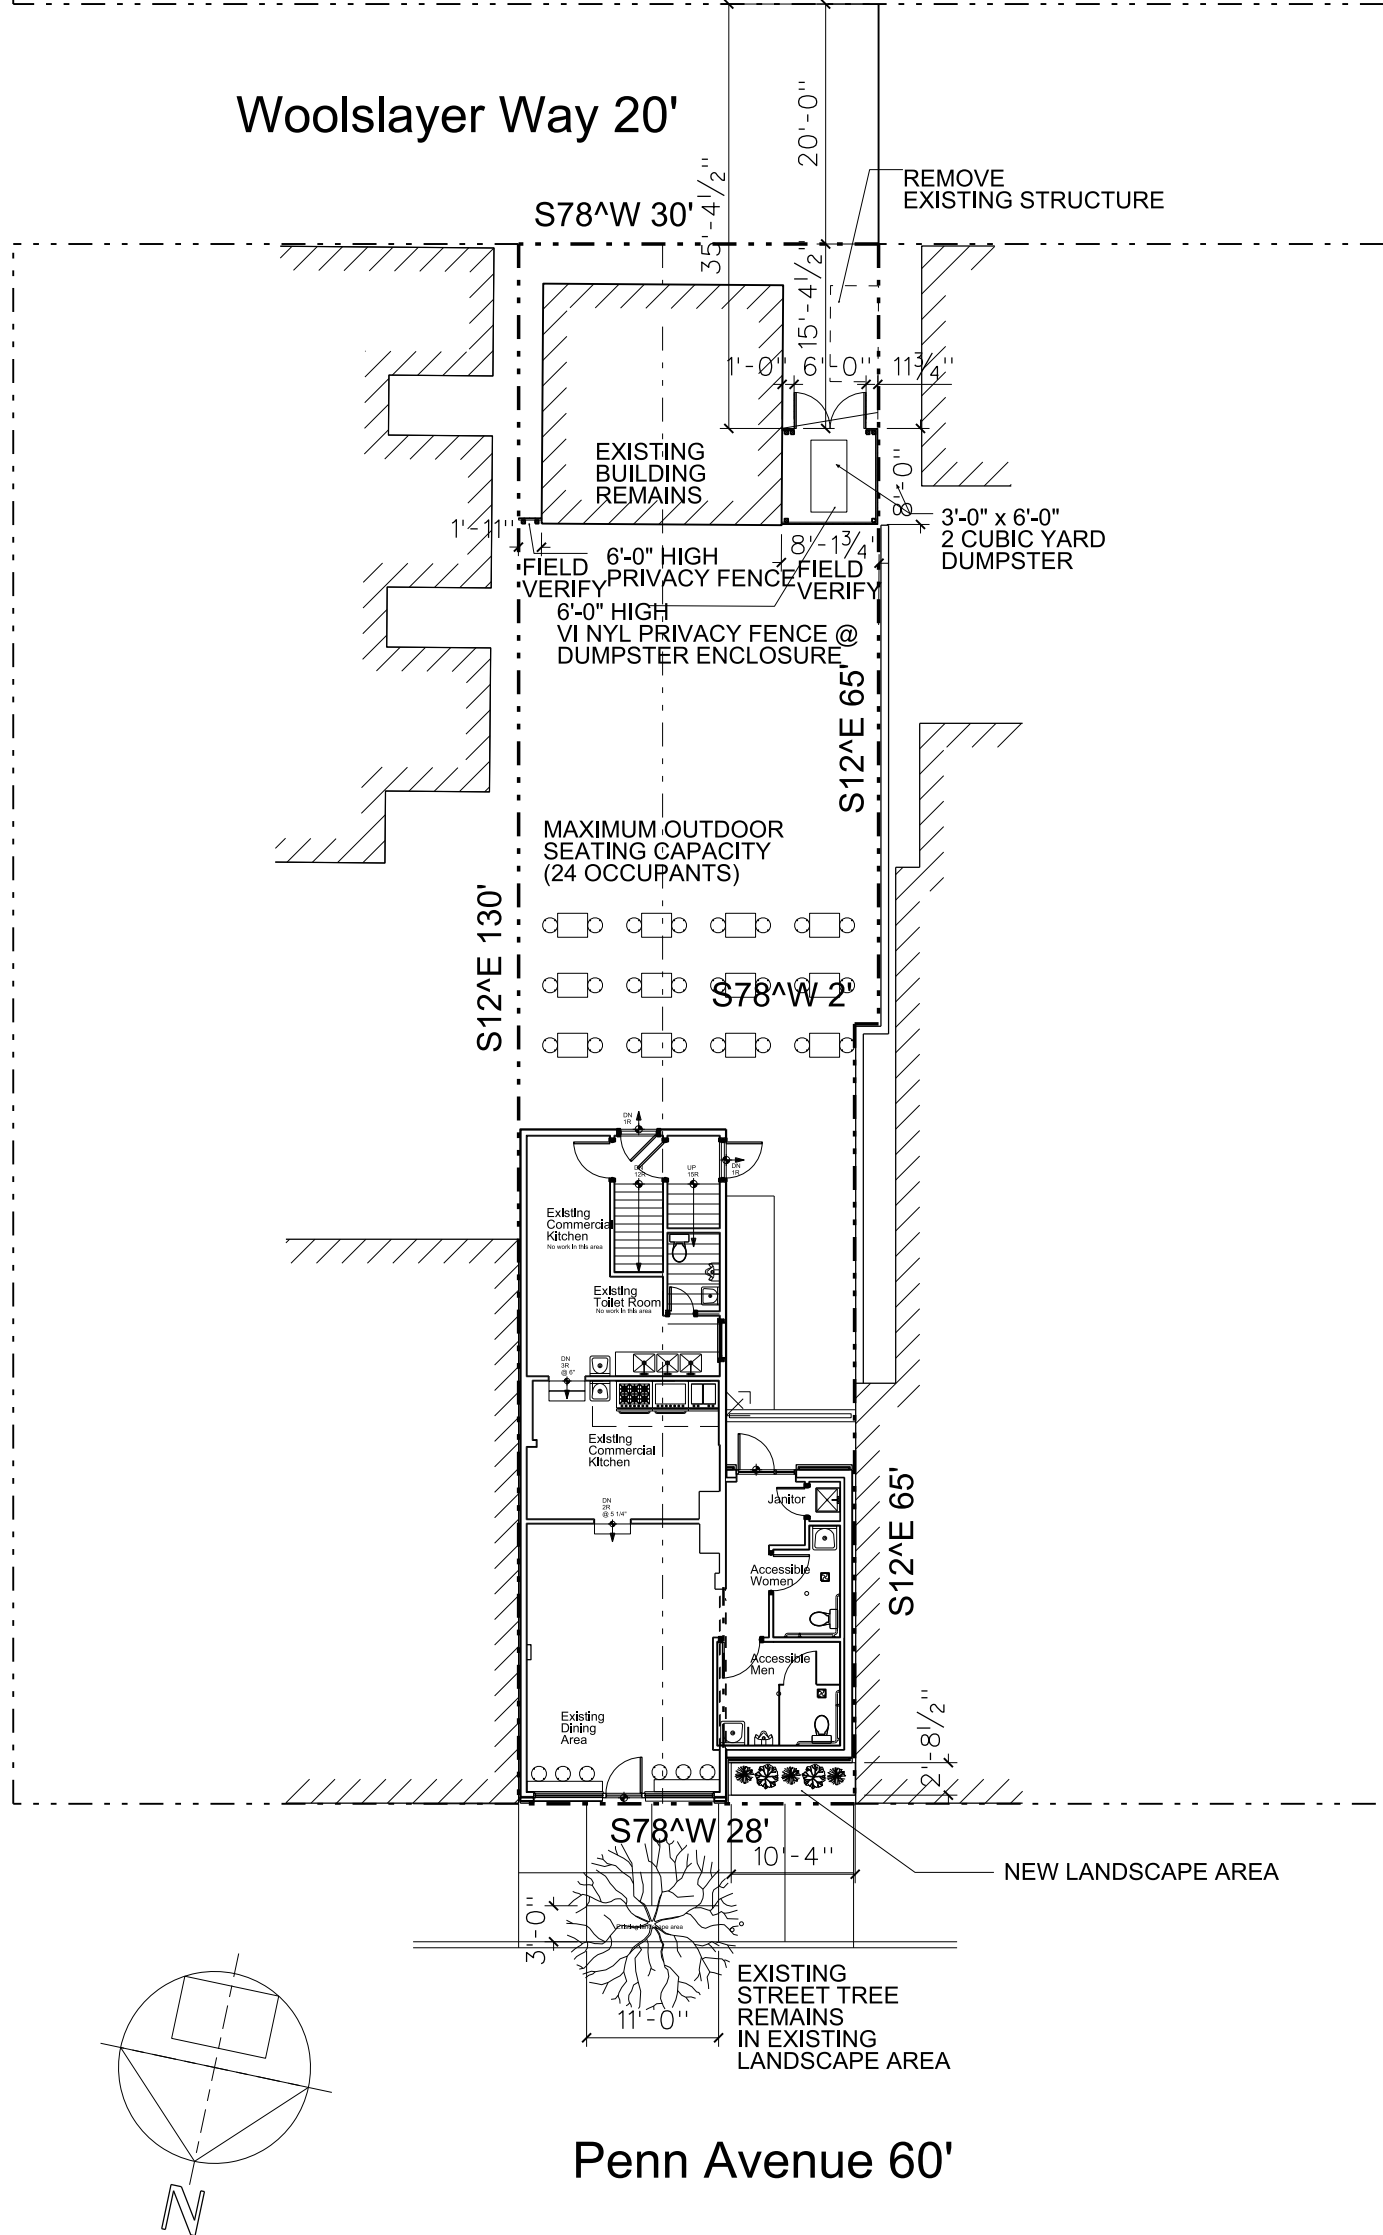 Woolslayer Way 20'
20'-0"
35'-4 1/2"
REMOVE
EXISTING STRUCTURE
S78^W 30'
15'-4 1/2"
1'-0"
6'-0"
11 3/4"
EXISTING
BUILDING
REMAINS
8'-0"
3'-0" x 6'-0"
2 CUBIC YARD
DUMPSTER
1'-11"
FIELD
VERIFY
6'-0" HIGH
PRIVACY FENCE
8'-1 3/4"
FIELD
VERIFY
6'-0" HIGH
VI NYL PRIVACY FENCE @
DUMPSTER ENCLOSURE
S12^E 65'
MAXIMUM OUTDOOR
SEATING CAPACITY
(24 OCCUPANTS)
S12^E 130'
S78^W 2'
DN
1R
DN
12R
UP
15R
DN
1R
Existing
Commercial
Kitchen
No work in this area
Existing
Toilet Room
No work in this area
DN
3R
@ 6"
Existing
Commercial
Kitchen
DN
2R
@ 5 1/4"
Janitor
S12^E 65'
Accessible
Women
Accessible
Men
Existing
Dining
Area
2'-8 1/2"
S78^W 28'
10'-4"
NEW LANDSCAPE AREA
3'-0"
Existing landscape area
11'-0"
EXISTING
STREET TREE
REMAINS
IN EXISTING
LANDSCAPE AREA
N
Penn Avenue 60'